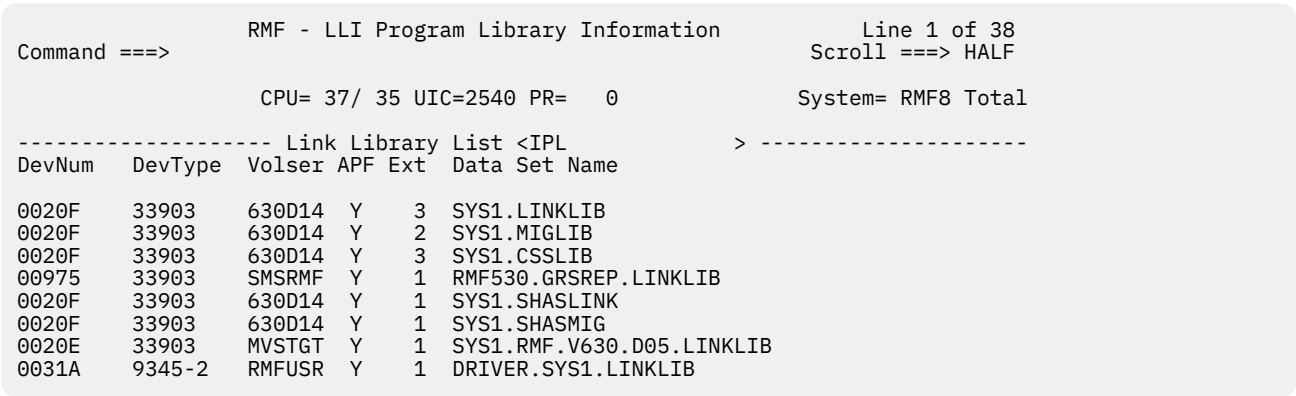 RMF - LLI Program Library Information Line 1 of 38
Command ===> Scroll ===> HALF
CPU= 37/ 35 UIC=2540 PR= 0 System= RMF8 Total
-------------------- Link Library List <IPL > ---------------------
DevNum DevType Volser APF Ext Data Set Name
0020F 33903 630D14 Y 3 SYS1.LINKLIB
0020F 33903 630D14 Y 2 SYS1.MIGLIB
0020F 33903 630D14 Y 3 SYS1.CSSLIB
00975 33903 SMSRMF Y 1 RMF530.GRSREP.LINKLIB
0020F 33903 630D14 Y 1 SYS1.SHASLINK
0020F 33903 630D14 Y 1 SYS1.SHASMIG
0020E 33903 MVSTGT Y 1 SYS1.RMF.V630.D05.LINKLIB
0031A 9345-2 RMFUSR Y 1 DRIVER.SYS1.LINKLIB